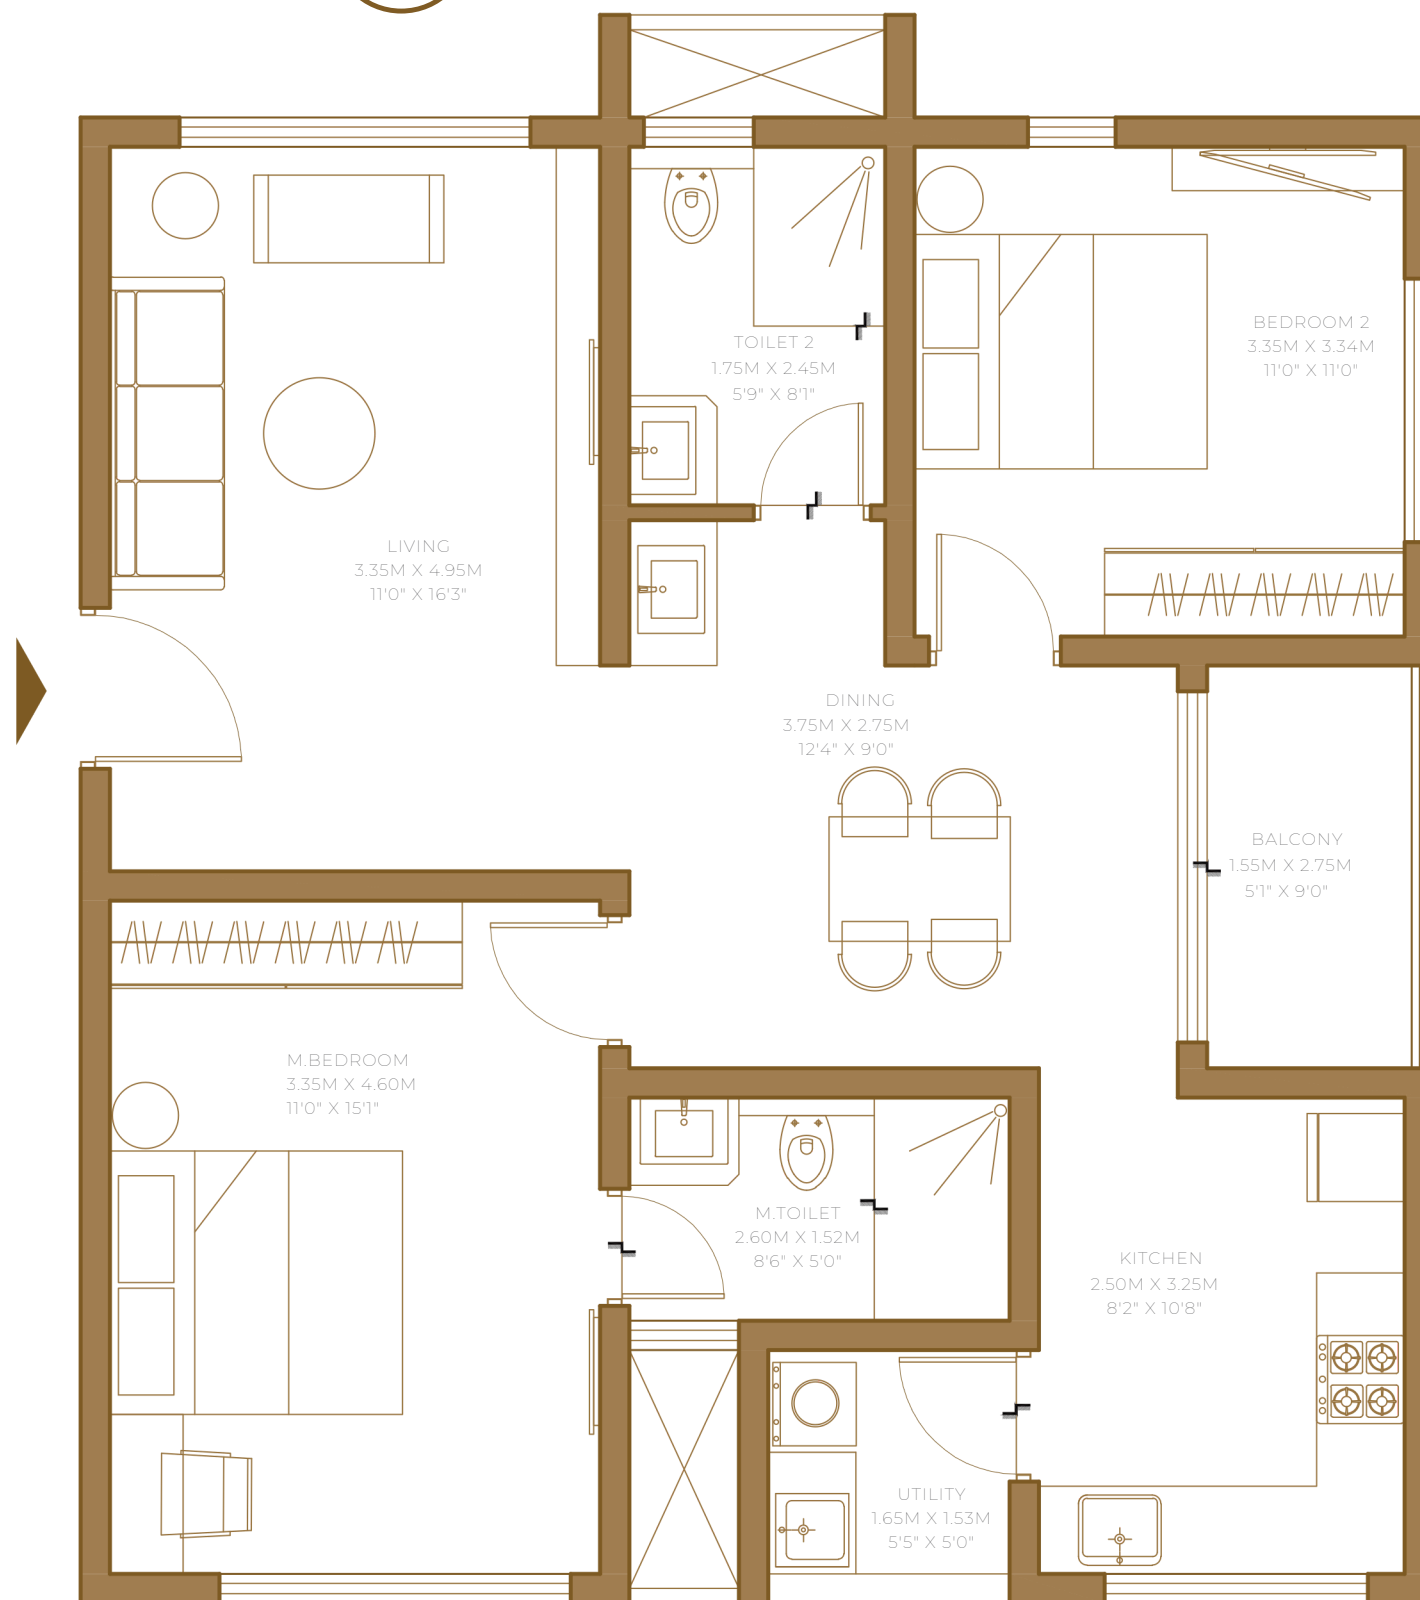 TOILET 2
1.75M X 2.45M
5'9" X 8'1"
BEDROOM 2
3.35M X 3.34M
11'0" X 11'0"
LIVING
3.35M X 4.95M
11'0" X 16'3"
DINING
3.75M X 2.75M
12'4" X 9'0"
BALCONY
1.55M X 2.75M
5'1" X 9'0"
M.BEDROOM
3.35M X 4.60M
11'0" X 15'1"
M.TOILET
2.60M X 1.52M
8'6" X 5'0"
KITCHEN
2.50M X 3.25M
8'2" X 10'8"
UTILITY
1.65M X 1.53M
5'5" X 5'0"